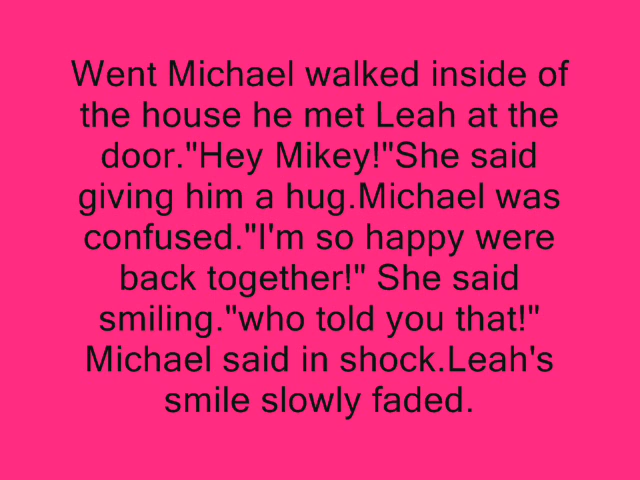 Went Michael walked inside of
the house he met Leah at the
door."Hey Mikey!"She said
giving him a hug.Michael was
confused."I'm so happy were
back together!" She said
smiling."who told you that!"
Michael said in shock.Leah's
smile slowly faded.